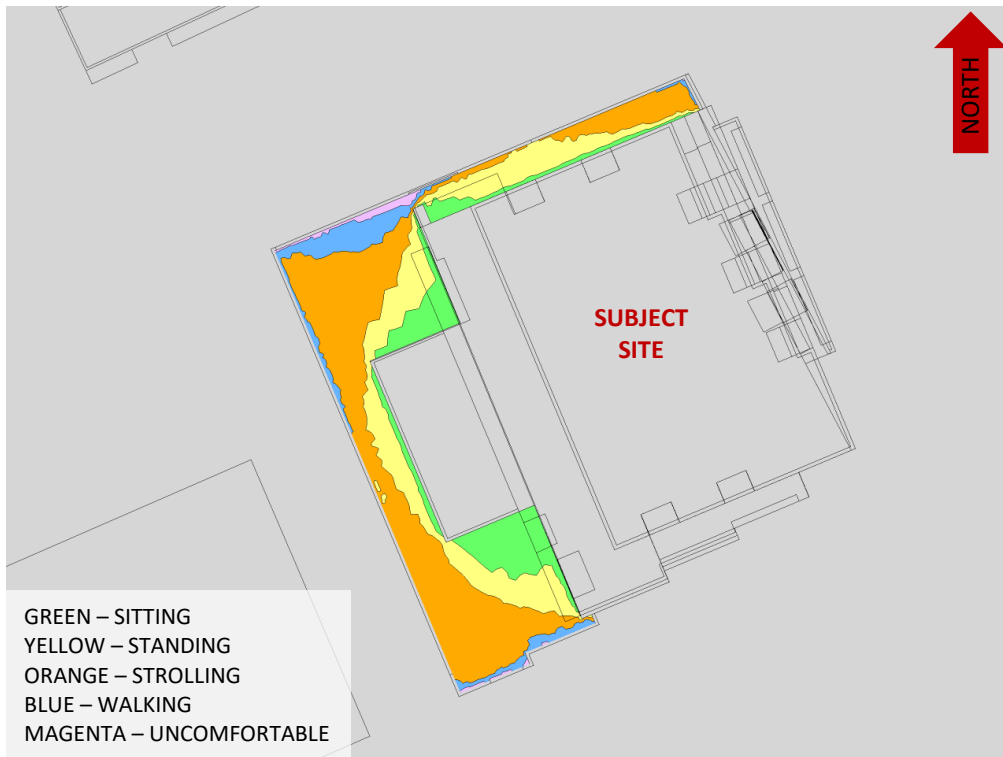 NORTH
SUBJECT
SITE
GREEN – SITTING
YELLOW – STANDING
ORANGE – STROLLING
BLUE – WALKING
MAGENTA – UNCOMFORTABLE